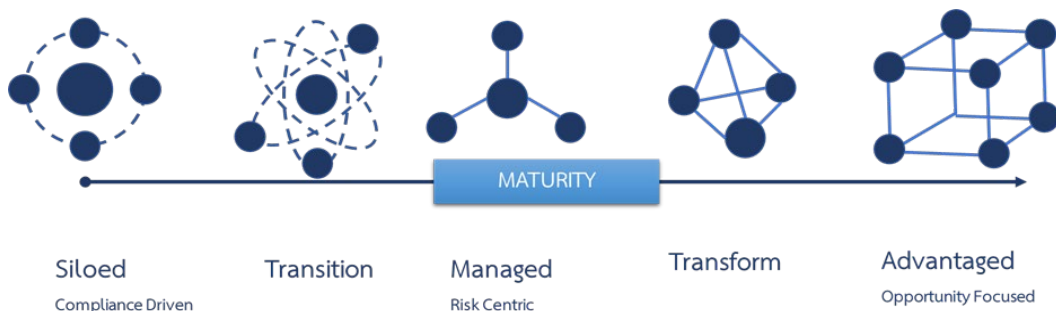 MATURITY
Siloed
Compliance Driven
Transition
Managed
Risk Centric
Transform
Advantaged
Opportunity Focused